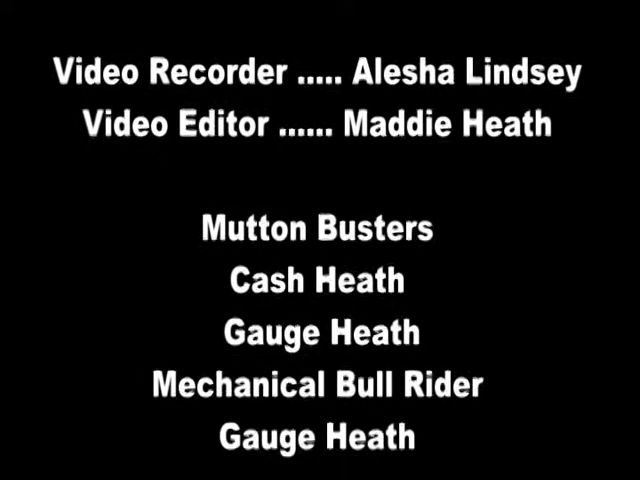 Video Recorder ..... Alesha Lindsey
Video Editor ...... Maddie Heath
Mutton Busters
Cash Heath
Gauge Heath
Mechanical Bull Rider
Gauge Heath